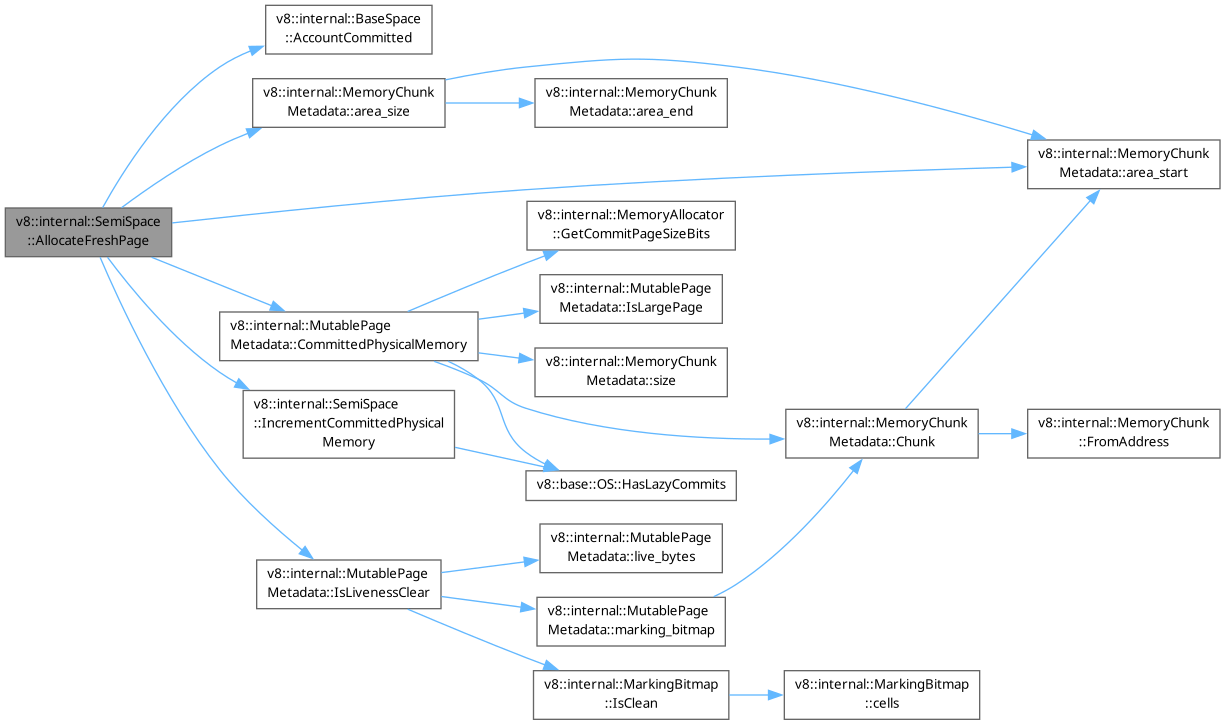 v8::internal::BaseSpace
::AccountCommitted
v8::internal::MemoryChunk
Metadata::area_size
v8::internal::MemoryChunk
Metadata::area_end
v8::internal::MemoryChunk
Metadata::area_start
v8::internal::SemiSpace
::AllocateFreshPage
v8::internal::MemoryAllocator
::GetCommitPageSizeBits
v8::internal::MutablePage
Metadata::IsLargePage
v8::internal::MutablePage
Metadata::CommittedPhysicalMemory
v8::internal::MemoryChunk
Metadata::size
v8::internal::SemiSpace
::IncrementCommittedPhysical
Memory
v8::internal::MemoryChunk
Metadata::Chunk
v8::internal::MemoryChunk
::FromAddress
v8::base::OS::HasLazyCommits
v8::internal::MutablePage
Metadata::live_bytes
v8::internal::MutablePage
Metadata::IsLivenessClear
v8::internal::MutablePage
Metadata::marking_bitmap
v8::internal::MarkingBitmap
::IsClean
v8::internal::MarkingBitmap
::cells